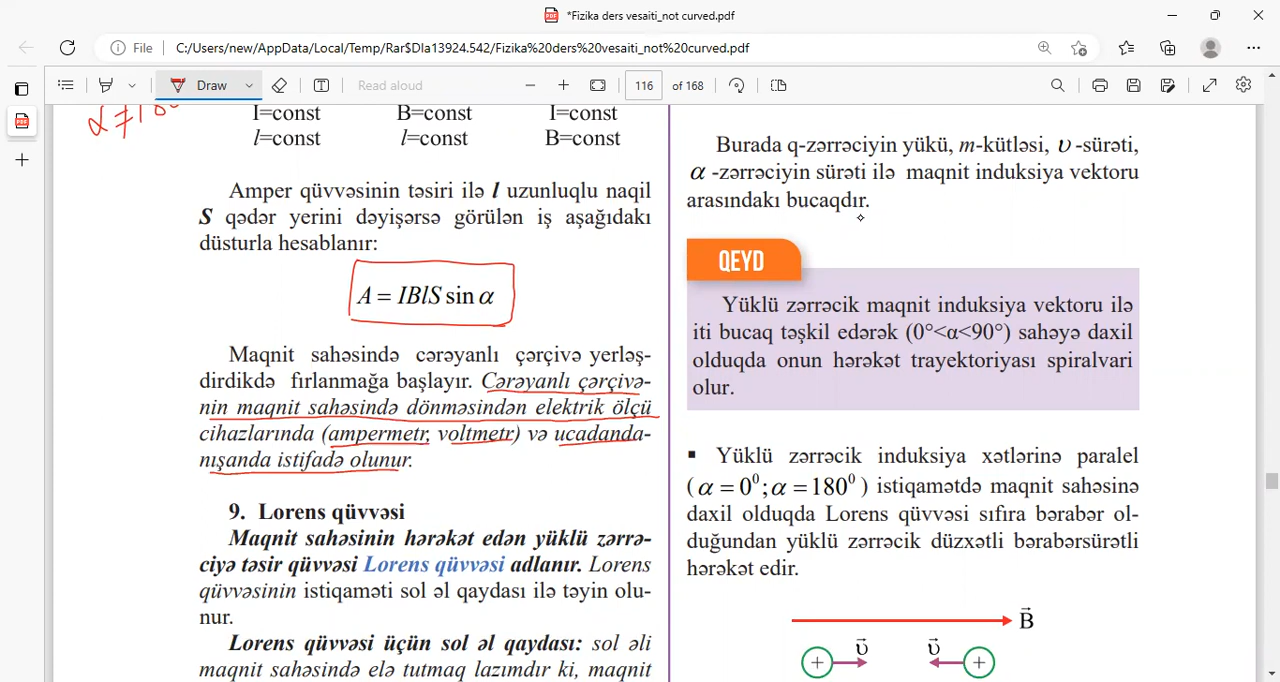 *Fizika ders vesaiti_not curved.pdf
File
C:/Users/new/AppData/Local/Temp/Rar$DIa13924.542/Fizika%20ders%20vesaiti_not%20curved.pdf
Draw
Read aloud
116 of 168
α≠180°
I=const B=const I=const
l=const l=const B=const
Amper qüvvəsinin təsiri ilə l uzunluqlu naqil
S qədər yerini dəyişərsə görülən iş aşağıdakı
düsturla hesablanır:
A = IBlS sin α
Maqnit sahəsində cərəyanlı çərçivə yerləş-
dirdikdə fırlanmağa başlayır. Cərəyanlı çərçivə-
nin maqnit sahəsində dönməsindən elektrik ölçü
cihazlarında (ampermetr, voltmetr) və ucadanda-
nışanda istifadə olunur.
9. Lorens qüvvəsi
Maqnit sahəsinin hərəkət edən yüklü zərrə-
ciyə təsir qüvvəsi Lorens qüvvəsi adlanır. Lorens
qüvvəsinin istiqaməti sol əl qaydası ilə təyin olu-
nur.
Lorens qüvvəsi üçün sol əl qaydası: sol əli
maqnit sahəsində elə tutmaq lazımdır ki, maqnit
Burada q-zərrəciyin yükü, m-kütləsi, υ -sürəti,
α -zərrəciyin sürəti ilə maqnit induksiya vektoru
arasındakı bucaqdır.
QEYD
Yüklü zərrəcik maqnit induksiya vektoru ilə
iti bucaq təşkil edərək (0°<α<90°) sahəyə daxil
olduqda onun hərəkət trayektoriyası spiralvari
olur.
▪ Yüklü zərrəcik induksiya xətlərinə paralel
(α = 0⁰; α = 180⁰) istiqamətdə maqnit sahəsinə
daxil olduqda Lorens qüvvəsi sıfıra bərabər ol-
duğundan yüklü zərrəcik düzxətli bərabərsürətli
hərəkət edir.
B⃗
υ⃗ υ⃗
+ +